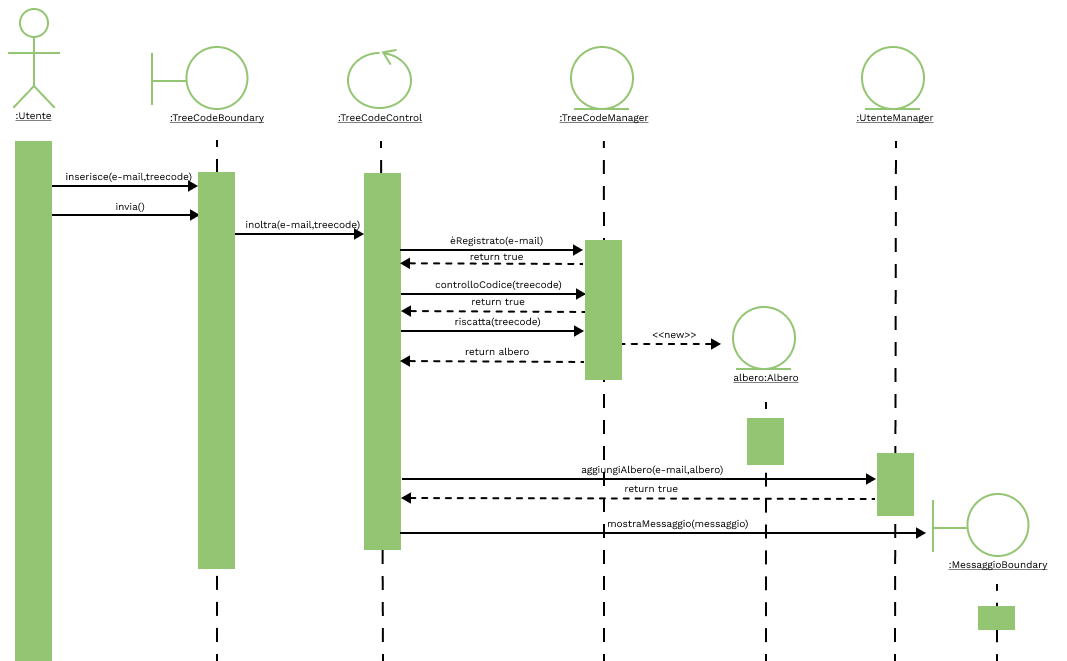 :Utente
:TreeCodeBoundary
:TreeCodeControl
:TreeCodeManager
:UtenteManager
inserisce(e-mail,treecode)
invia()
inoltra(e-mail,treecode)
èRegistrato(e-mail)
return true
controlloCodice(treecode)
return true
riscatta(treecode)
<<new>>
return albero
albero:Albero
aggiungiAlbero(e-mail,albero)
return true
mostraMessaggio(messaggio)
:MessaggioBoundary